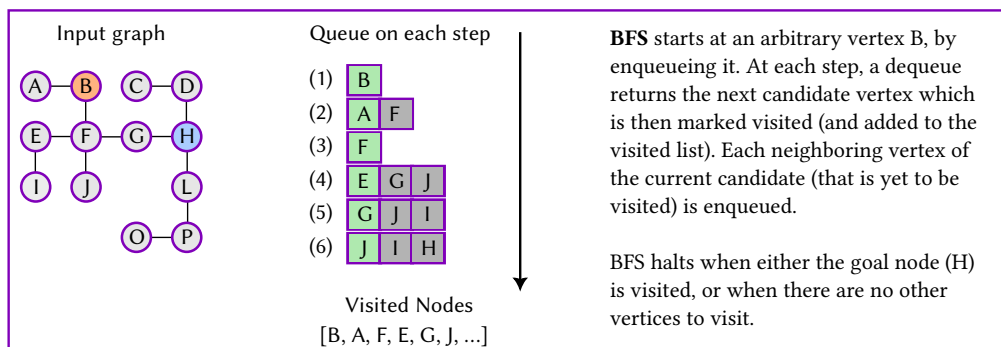 Input graph
A B C D
E F G H
I J L
O P
Queue on each step
(1) B
(2) A F
(3) F
(4) E G J
(5) G J I
(6) J I H
Visited Nodes
[B, A, F, E, G, J, ...]
BFS starts at an arbitrary vertex B, by
enqueueing it. At each step, a dequeue
returns the next candidate vertex which
is then marked visited (and added to the
visited list). Each neighboring vertex of
the current candidate (that is yet to be
visited) is enqueued.
BFS halts when either the goal node (H)
is visited, or when there are no other
vertices to visit.